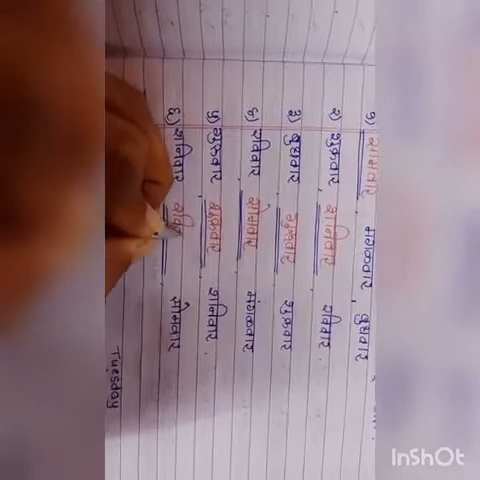 १) सोमवार, मंगळवार, बुधवार
२) शुक्रवार, शनिवार, रविवार.
३) बुधवार, गुरूवार, शुक्रवार
४) रविवार, सोमवार, मंगळवार
५) गुरूवार, शुक्रवार, शनिवार.
६) शनिवार रवि सोमवार
Tuesday
InShOt